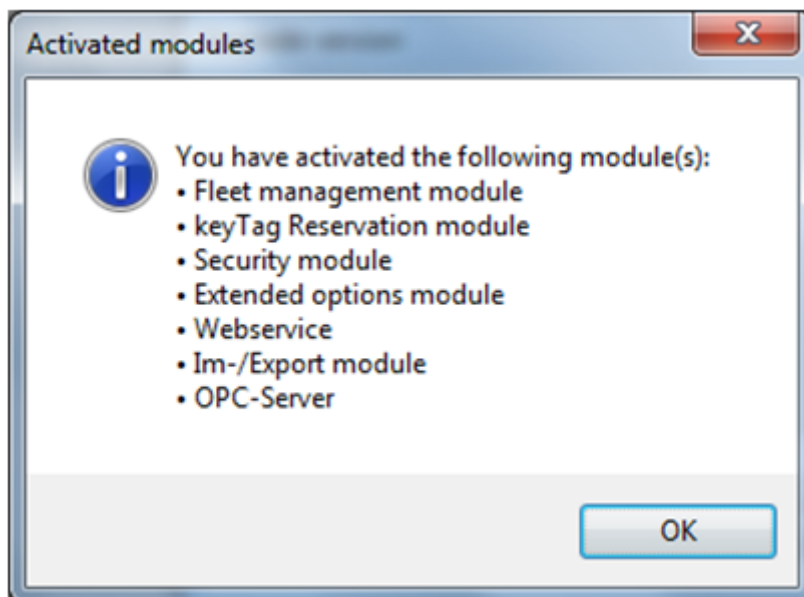 Activated modules
You have activated the following module(s):
• Fleet management module
• keyTag Reservation module
• Security module
• Extended options module
• Webservice
• Im-/Export module
• OPC-Server
OK